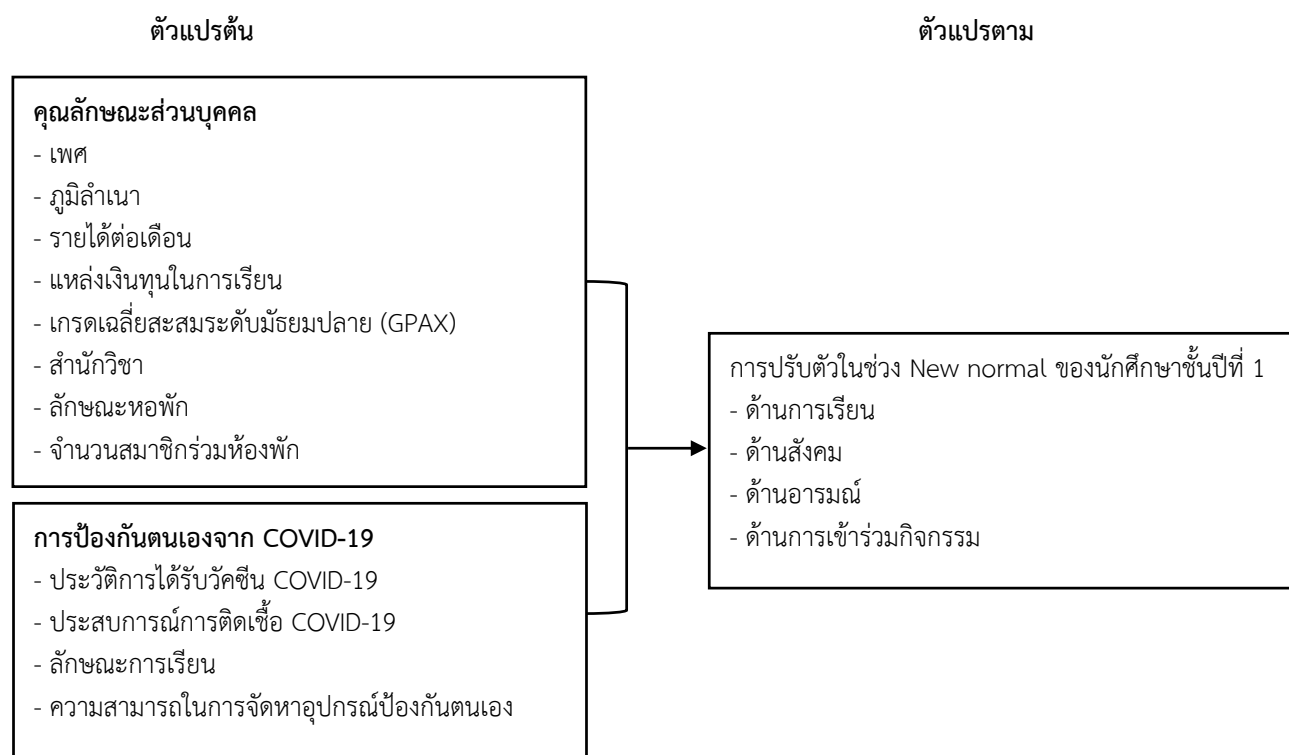 ตัวแปรต้น
ตัวแปรตาม
คุณลักษณะส่วนบุคคล
- เพศ
- ภูมิลำเนา
- รายได้ต่อเดือน
- แหล่งเงินทุนในการเรียน
- เกรดเฉลี่ยสะสมระดับมัธยมปลาย (GPAX)
- สำนักวิชา
- ลักษณะหอพัก
- จำนวนสมาชิกร่วมห้องพัก
การป้องกันตนเองจาก COVID-19
- ประวัติการได้รับวัคซีน COVID-19
- ประสบการณ์การติดเชื้อ COVID-19
- ลักษณะการเรียน
- ความสามารถในการจัดหาอุปกรณ์ป้องกันตนเอง
การปรับตัวในช่วง New normal ของนักศึกษาชั้นปีที่ 1
- ด้านการเรียน
- ด้านสังคม
- ด้านอารมณ์
- ด้านการเข้าร่วมกิจกรรม